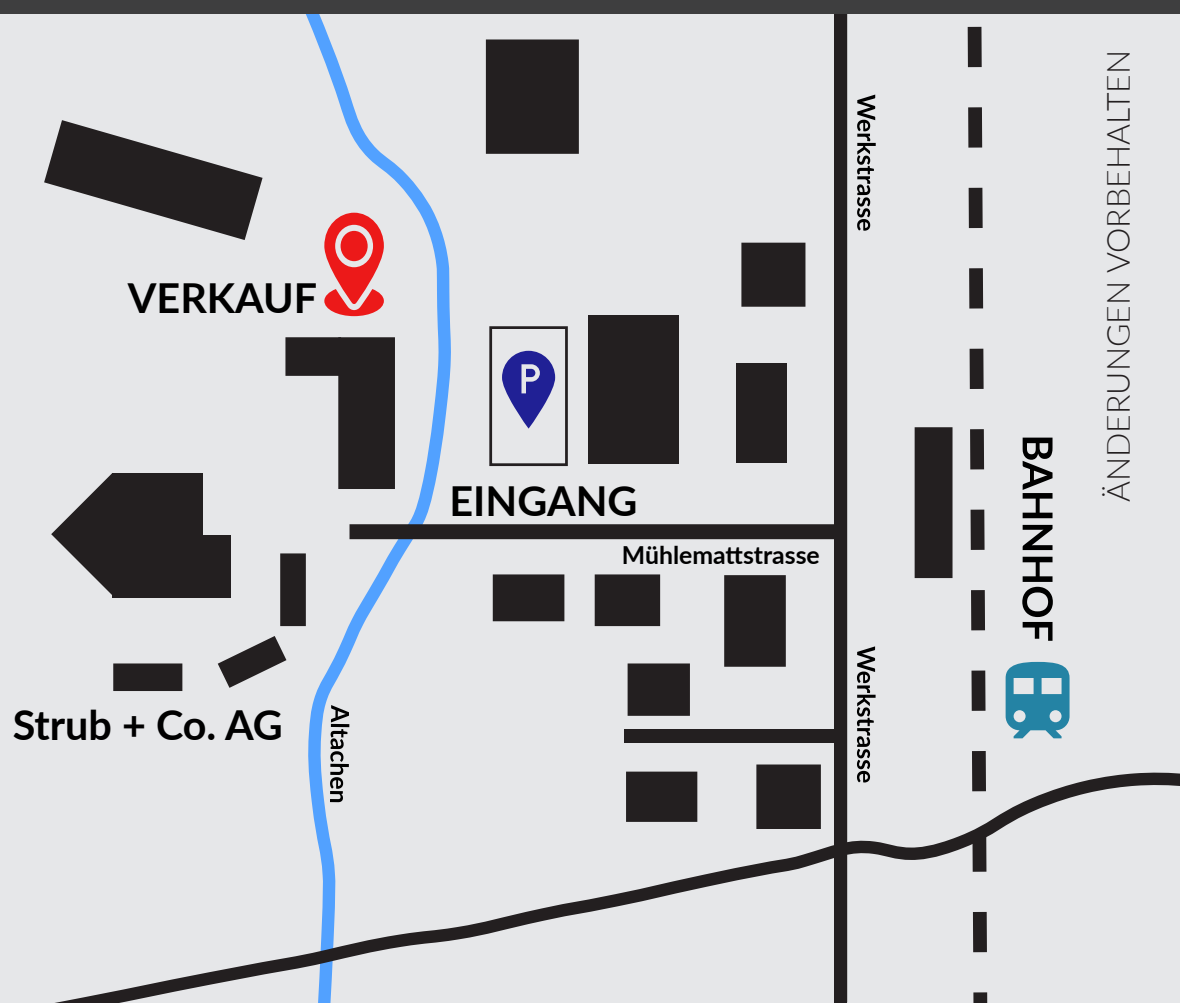 Werkstrasse
ÄNDERUNGEN VORBEHALTEN
VERKAUF
P
BAHNHOF
EINGANG
Mühlemattstrasse
Werkstrasse
Strub + Co. AG
Altachen